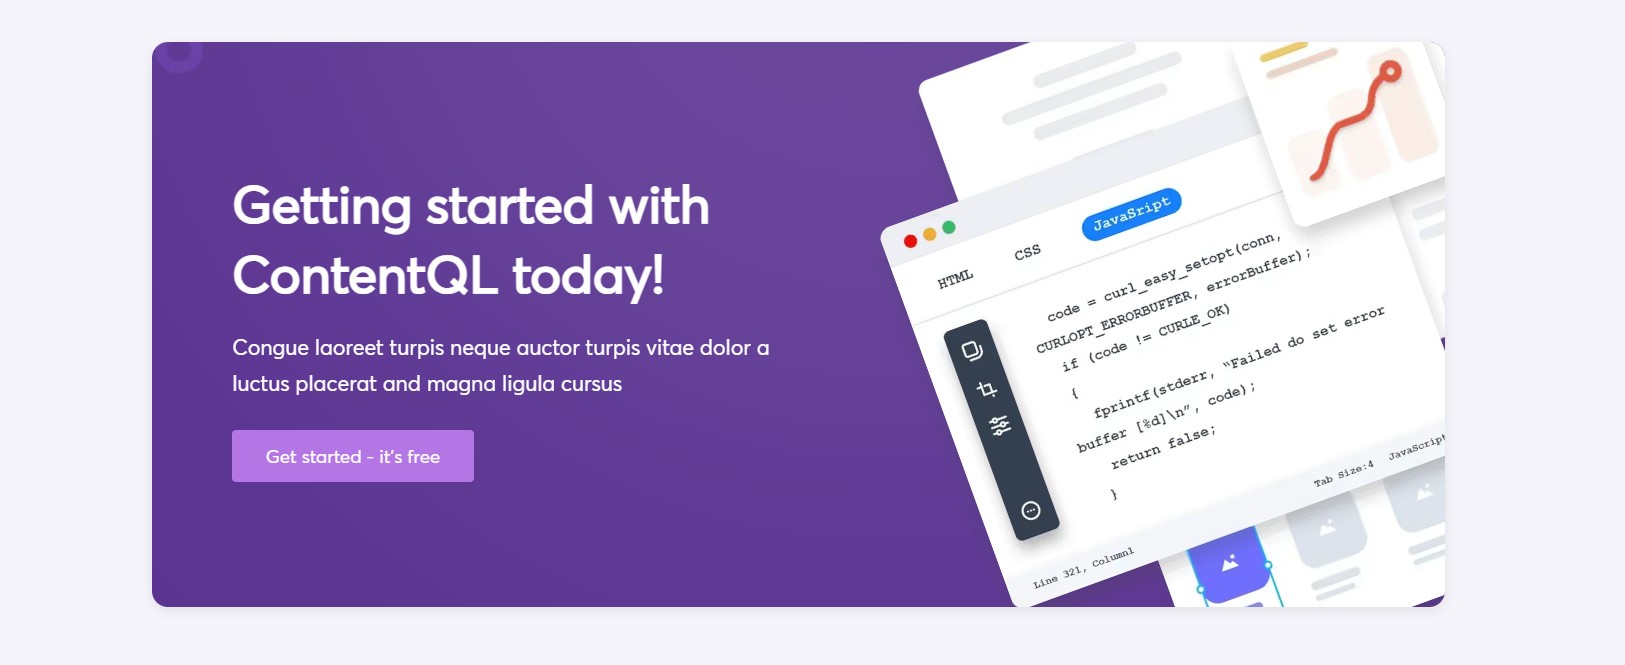 Getting started with
ContentQL today!
Congue laoreet turpis neque auctor turpis vitae dolor a
luctus placerat and magna ligula cursus
Get started - it's free
HTML CSS JavaSript
code = curl_easy_setopt(conn,
CURLOPT_ERRORBUFFER, errorBuffer);
if (code != CURLE_OK)
{
fprintf(stderr, “Failed do set error
buffer [%d]\n”, code);
return false;
}
Line 321, Column1
Tab Size:4 JavaScript